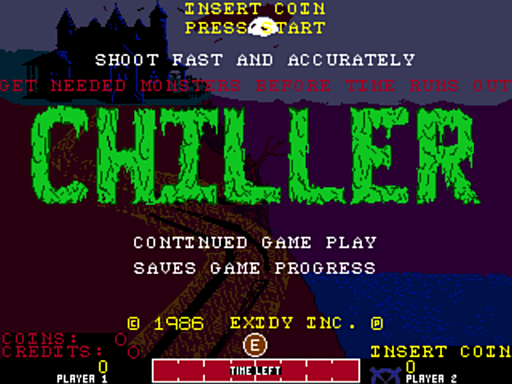 INSERT COIN
PRESS START
SHOOT FAST AND ACCURATELY
GET NEEDED MONSTERS BEFORE TIME RUNS OUT
CHILLER
CONTINUED GAME PLAY
SAVES GAME PROGRESS
© 1986 EXIDY INC. ℗
E
COINS: 0
CREDITS: 0
INSERT COIN
0
0
PLAYER 1
TIME LEFT
PLAYER 2